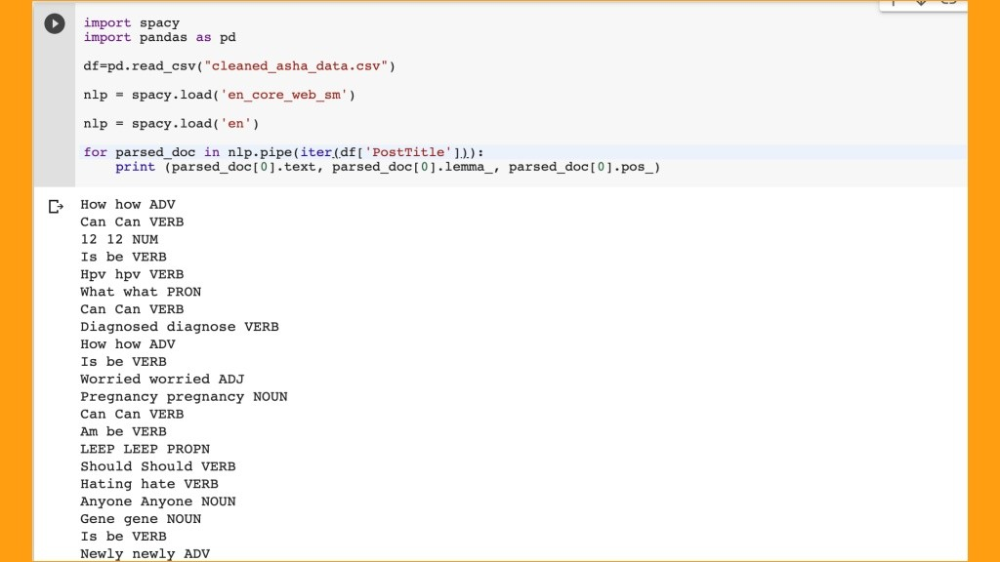 import spacy
import pandas as pd
df=pd.read_csv("cleaned_asha_data.csv")
nlp = spacy.load('en_core_web_sm')
nlp = spacy.load('en')
for parsed_doc in nlp.pipe(iter(df['PostTitle'])):
print (parsed_doc[0].text, parsed_doc[0].lemma_, parsed_doc[0].pos_)
How how ADV
Can Can VERB
12 12 NUM
Is be VERB
Hpv hpv VERB
What what PRON
Can Can VERB
Diagnosed diagnose VERB
How how ADV
Is be VERB
Worried worried ADJ
Pregnancy pregnancy NOUN
Can Can VERB
Am be VERB
LEEP LEEP PROPN
Should Should VERB
Hating hate VERB
Anyone Anyone NOUN
Gene gene NOUN
Is be VERB
Newly newly ADV